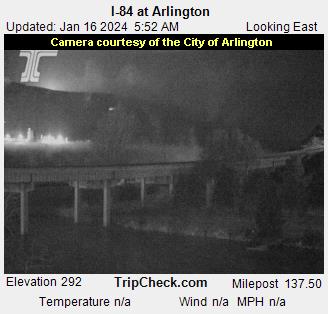 I-84 at Arlington
Updated: Jan 16 2024 5:52 AM Looking East
Camera courtesy of the City of Arlington
Elevation 292 TripCheck.com Milepost 137.50
Temperature n/a Wind n/a MPH n/a